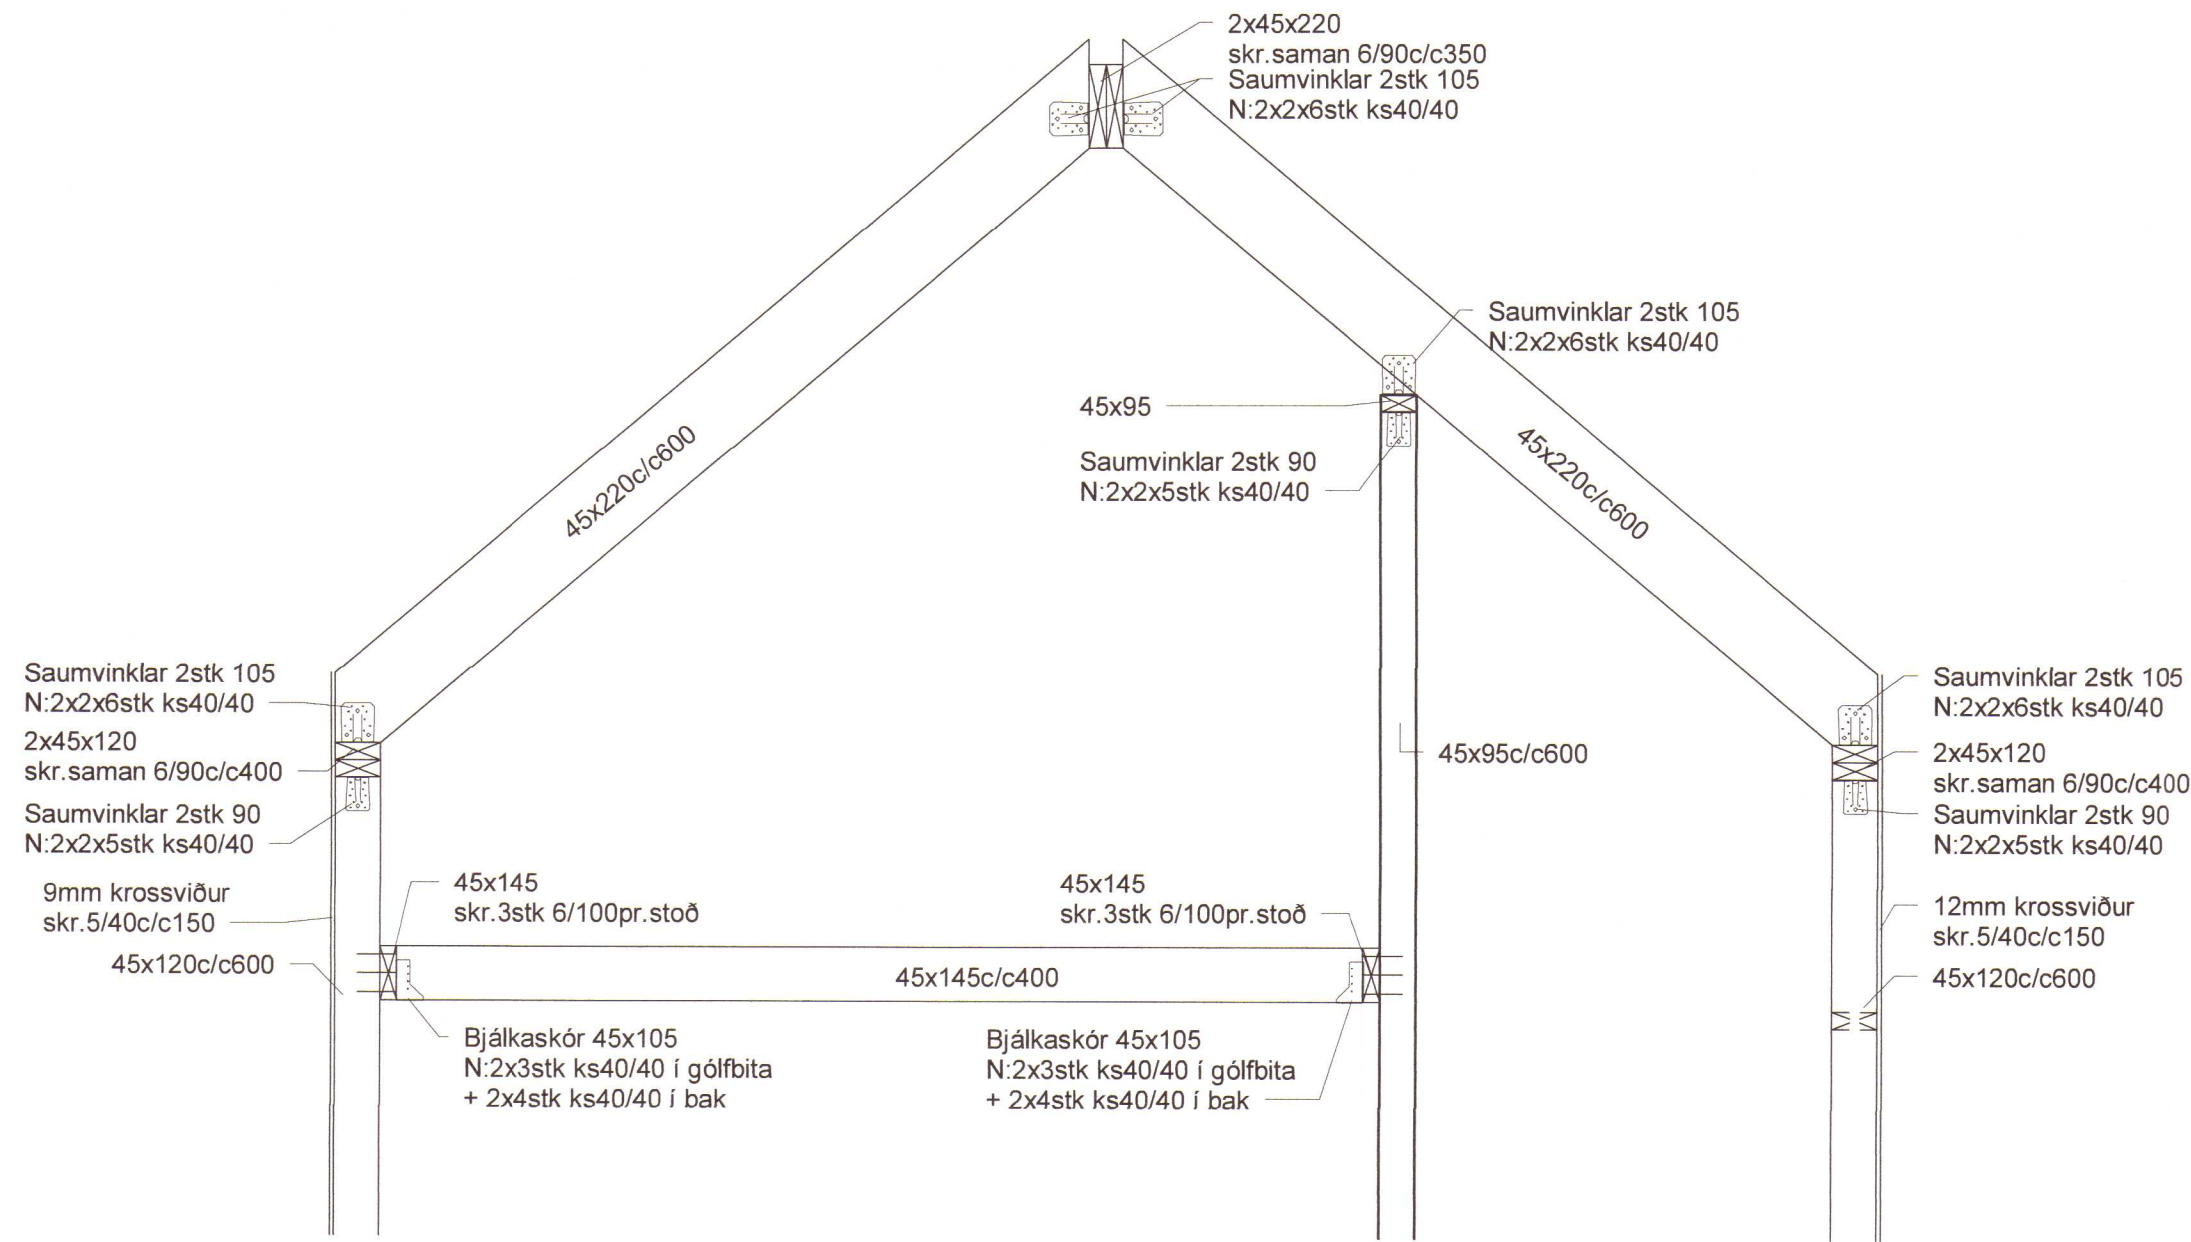 2x45x220
skr.saman 6/90c/c350
Saumvinklar 2stk 105
N:2x2x6stk ks40/40
Saumvinklar 2stk 105
N:2x2x6stk ks40/40
45x95
Saumvinklar 2stk 90
N:2x2x5stk ks40/40
45x220c/c600
45x220c/c600
Saumvinklar 2stk 105
N:2x2x6stk ks40/40
2x45x120
skr.saman 6/90c/c400
Saumvinklar 2stk 90
N:2x2x5stk ks40/40
9mm krossviður
skr.5/40c/c150
45x120c/c600
45x145
skr.3stk 6/100pr.stoð
45x145
skr.3stk 6/100pr.stoð
45x145c/c400
Bjálkaskór 45x105
N:2x3stk ks40/40 í gólfbita
+ 2x4stk ks40/40 í bak
Bjálkaskór 45x105
N:2x3stk ks40/40 í gólfbita
+ 2x4stk ks40/40 í bak
45x95c/c600
Saumvinklar 2stk 105
N:2x2x6stk ks40/40
2x45x120
skr.saman 6/90c/c400
Saumvinklar 2stk 90
N:2x2x5stk ks40/40
12mm krossviður
skr.5/40c/c150
45x120c/c600